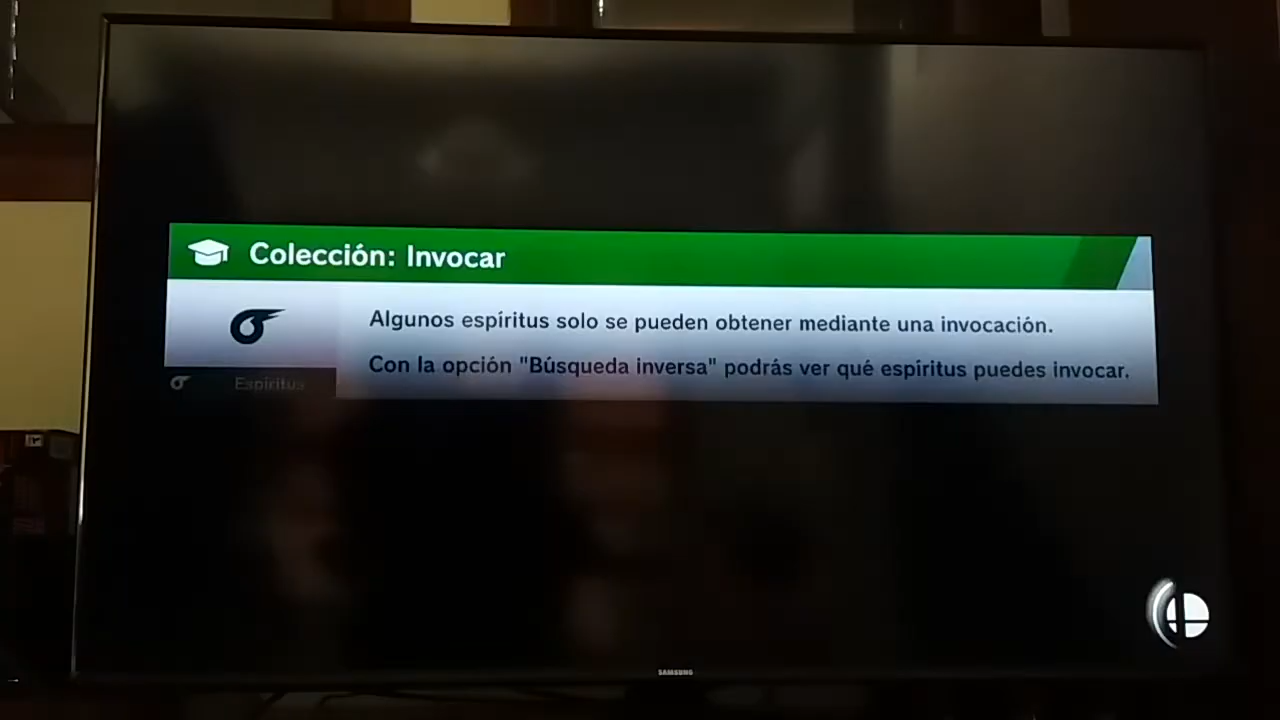 Colección: Invocar
Algunos espíritus solo se pueden obtener mediante una invocación.
Con la opción "Búsqueda inversa" podrás ver qué espíritus puedes invocar.
Espíritus
SAMSUNG